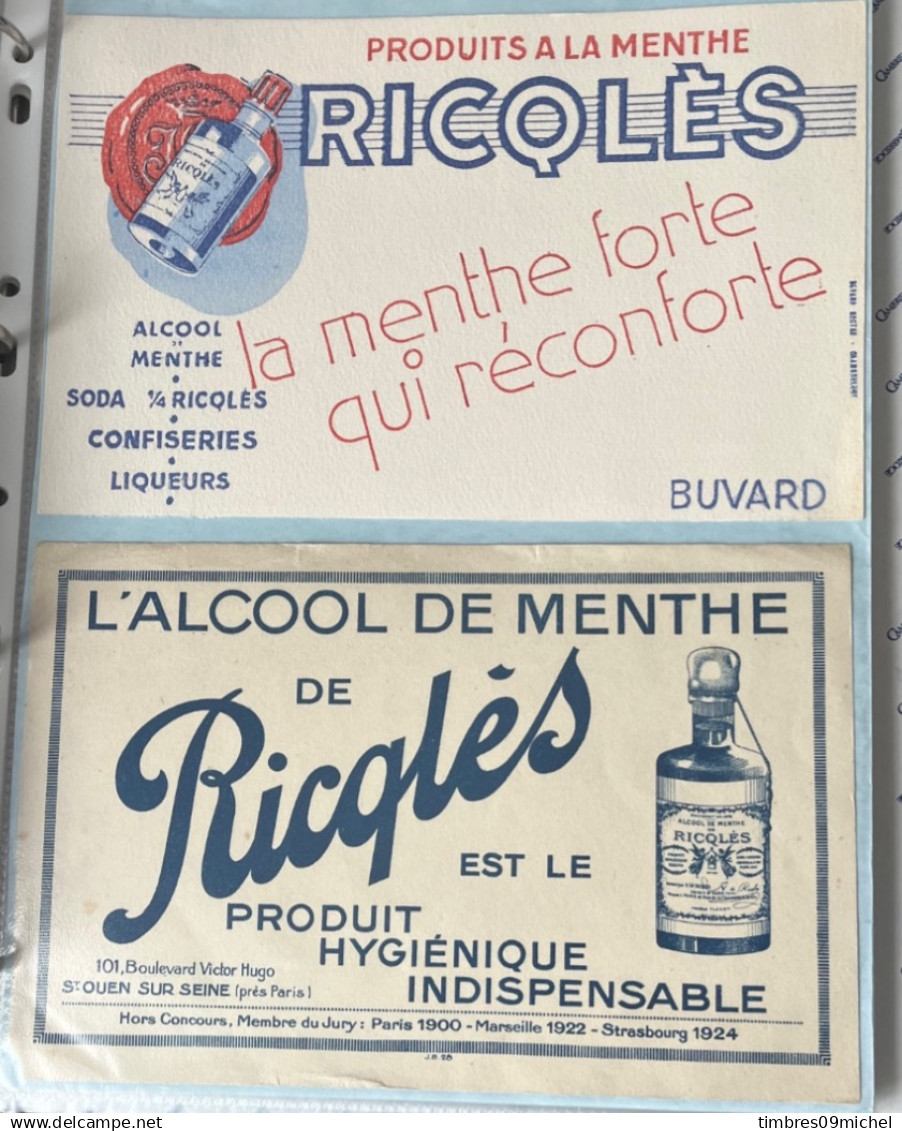 PRODUITS A LA MENTHE
RICQLÈS
RICQLÈS
la menthe forte
qui réconforte
ALCOOL
DE
MENTHE
SODA ¼ RICQLÈS
CONFISERIES
LIQUEURS
BUVARD
L'ALCOOL DE MENTHE
DE
Ricqlès
EST LE
PRODUIT
HYGIÉNIQUE
INDISPENSABLE
ALCOOL DE MENTHE
RICQLÈS
101, Boulevard Victor Hugo
ST OUEN SUR SEINE (près Paris)
Hors Concours, Membre du Jury: Paris 1900 - Marseille 1922 - Strasbourg 1924
©DELCAMPE.NET
timbres09michel